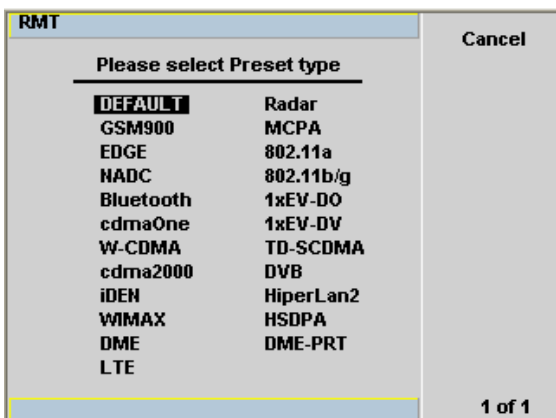 RMT
Cancel
Please select Preset type
DEFAULT Radar
GSM900 MCPA
EDGE 802.11a
NADC 802.11b/g
Bluetooth 1xEV-DO
cdmaOne 1xEV-DV
W-CDMA TD-SCDMA
cdma2000 DVB
iDEN HiperLan2
WIMAX HSDPA
DME DME-PRT
LTE
1 of 1